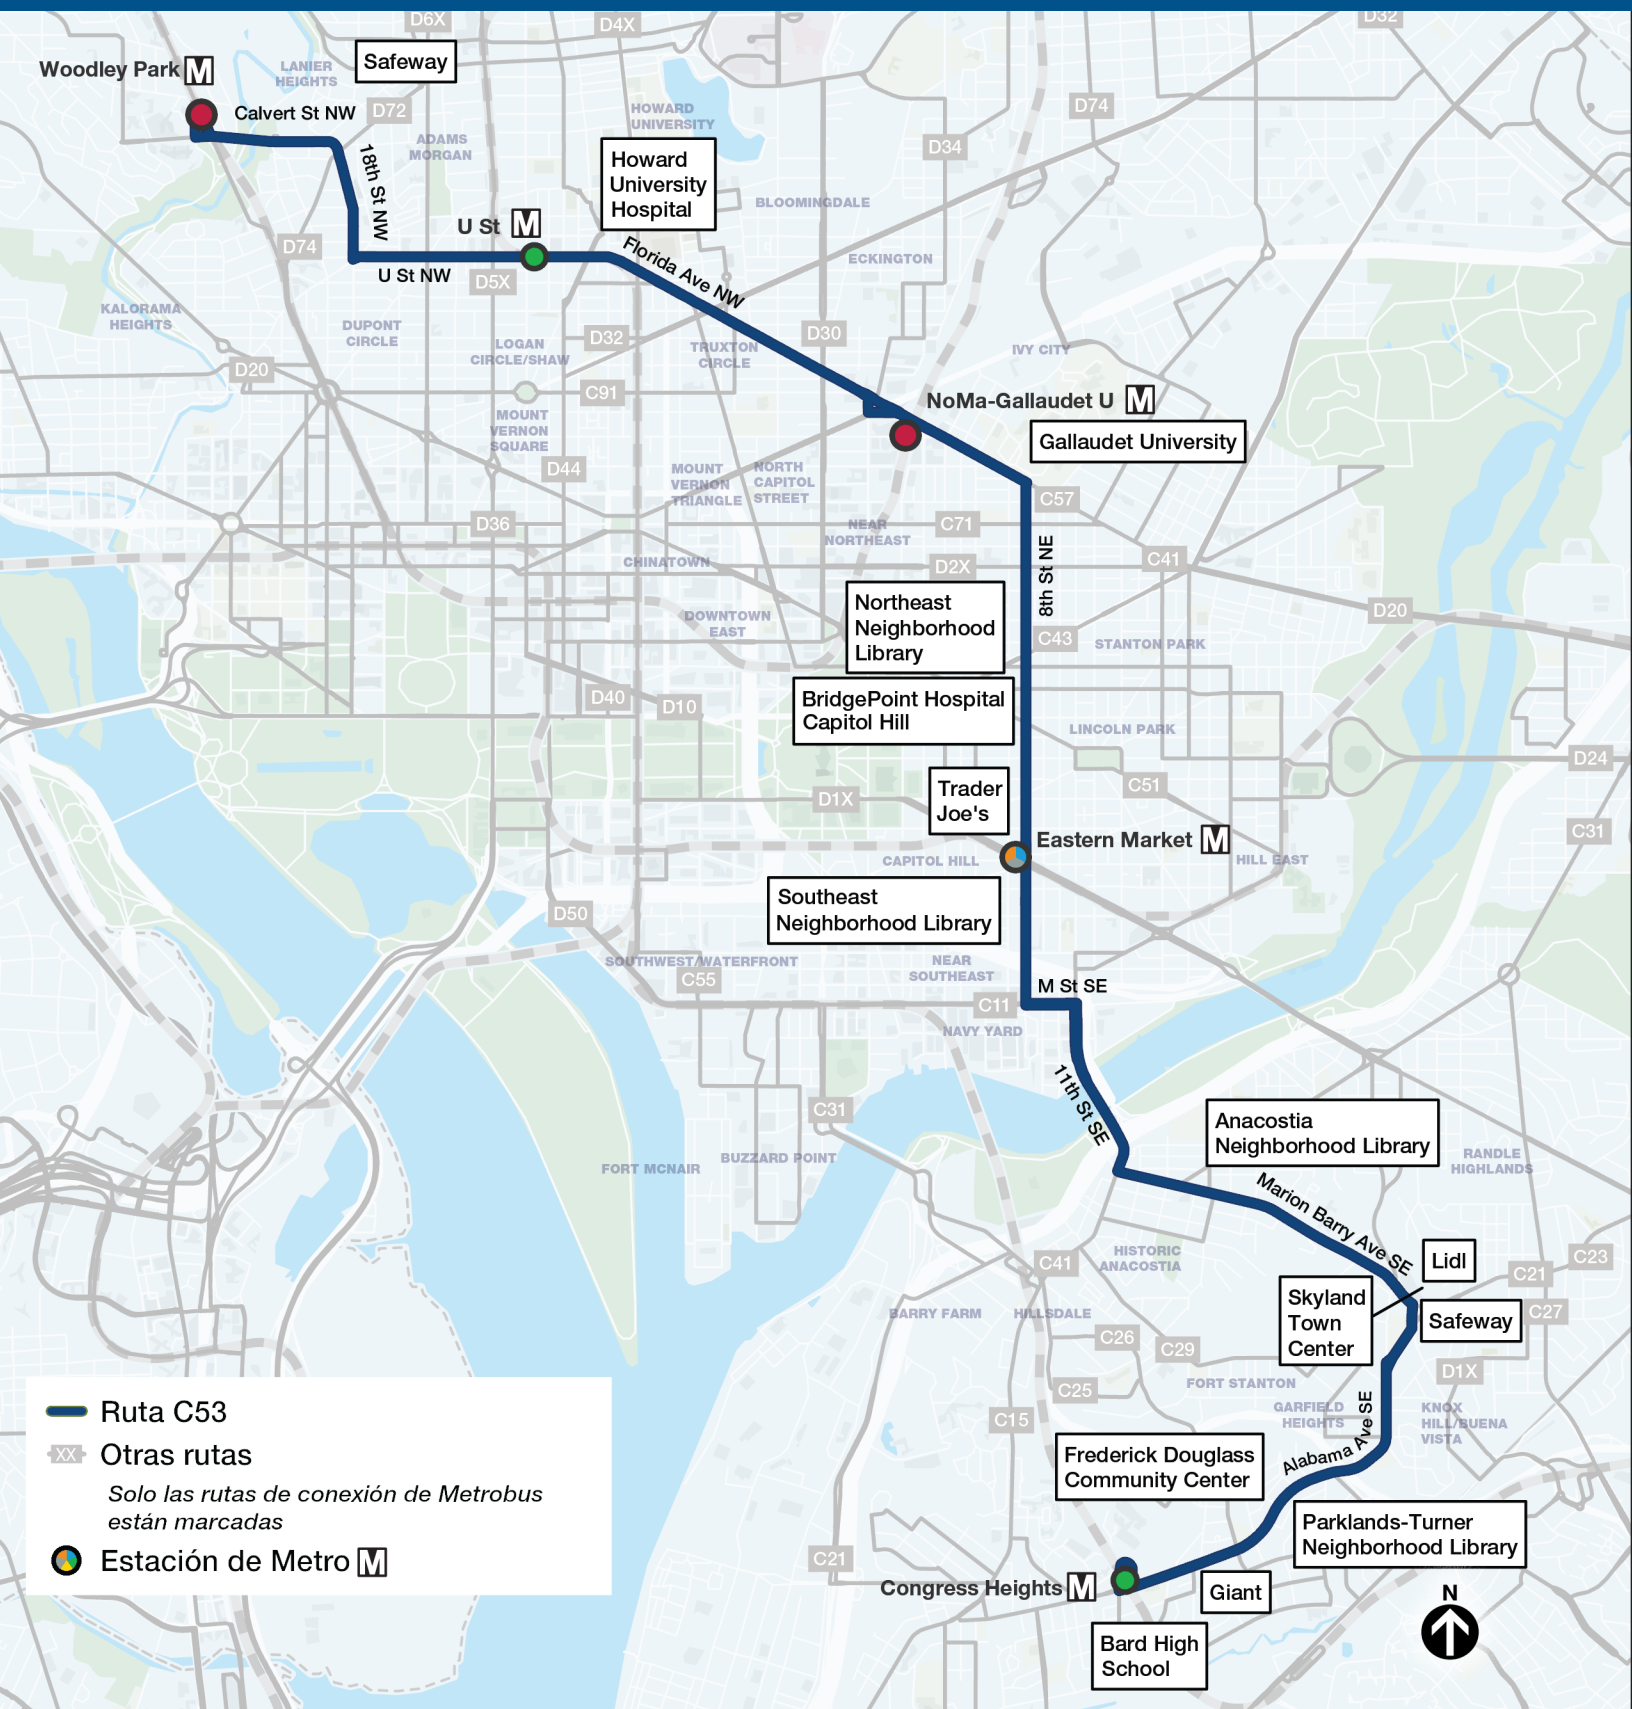 D6X
D4X
D32
Woodley Park M
LANIER
HEIGHTS
Safeway
Calvert St NW
D72
D74
HOWARD
UNIVERSITY
ADAMS
MORGAN
D34
18th St NW
Howard
University
Hospital
BLOOMINGDALE
U St M
D74
U St NW
D5X
Florida Ave NW
ECKINGTON
KALORAMA
HEIGHTS
DUPONT
CIRCLE
LOGAN
CIRCLE/SHAW
D32
TRUXTON
CIRCLE
D30
IVY CITY
D20
C91
NoMa-Gallaudet U M
MOUNT
VERNON
SQUARE
Gallaudet University
D44
MOUNT
VERNON
TRIANGLE
NORTH
CAPITOL
STREET
C57
D36
NEAR
NORTHEAST
C71
CHINATOWN
D2X
8th St NE
C41
Northeast
Neighborhood
Library
DOWNTOWN
EAST
D20
C43
STANTON PARK
D40
D10
BridgePoint Hospital
Capitol Hill
LINCOLN PARK
D24
Trader
Joe's
D1X
C51
C31
Eastern Market M
CAPITOL HILL
HILL EAST
Southeast
Neighborhood Library
D50
SOUTHWEST/WATERFRONT
C55
NEAR
SOUTHEAST
M St SE
C11
NAVY YARD
11th St SE
C31
Anacostia
Neighborhood Library
FORT MCNAIR
BUZZARD POINT
RANDLE
HIGHLANDS
Marion Barry Ave SE
HISTORIC
ANACOSTIA
C41
Lidl
C23
C21
Skyland
Town
Center
Safeway
C27
BARRY FARM
HILLSDALE
C26
C29
D1X
C25
FORT STANTON
C15
GARFIELD
HEIGHTS
KNOX
HILL/BUENA
VISTA
Alabama Ave SE
Frederick Douglass
Community Center
Parklands-Turner
Neighborhood Library
C21
Congress Heights M
Giant
Bard High
School
N
Ruta C53
XX Otras rutas
Solo las rutas de conexión de Metrobus
están marcadas
Estación de Metro M